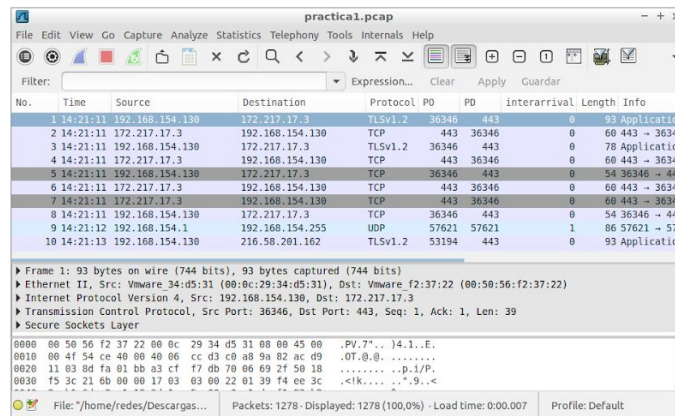 practica1.pcap
File Edit View Go Capture Analyze Statistics Telephony Tools Internals Help
Filter: Expression... Clear Apply Guardar
No. Time Source Destination Protocol PO PD interarrival Length Info
1 14:21:11 192.168.154.130 172.217.17.3 TLSv1.2 36346 443 0 93 Applicatio
2 14:21:11 172.217.17.3 192.168.154.130 TCP 443 36346 0 60 443 → 3634
3 14:21:11 192.168.154.130 172.217.17.3 TLSv1.2 36346 443 0 78 Applicatio
4 14:21:11 172.217.17.3 192.168.154.130 TCP 443 36346 0 60 443 → 3634
5 14:21:11 192.168.154.130 172.217.17.3 TCP 36346 443 0 54 36346 → 44
6 14:21:11 172.217.17.3 192.168.154.130 TCP 443 36346 0 60 443 → 3634
7 14:21:11 172.217.17.3 192.168.154.130 TCP 443 36346 0 60 443 → 3634
8 14:21:11 192.168.154.130 172.217.17.3 TCP 36346 443 0 54 36346 → 44
9 14:21:12 192.168.154.1 192.168.154.255 UDP 57621 57621 1 86 57621 → 57
10 14:21:13 192.168.154.130 216.58.201.162 TLSv1.2 53194 443 0 93 Applicatio
Frame 1: 93 bytes on wire (744 bits), 93 bytes captured (744 bits)
Ethernet II, Src: Vmware_34:d5:31 (00:0c:29:34:d5:31), Dst: Vmware_f2:37:22 (00:50:56:f2:37:22)
Internet Protocol Version 4, Src: 192.168.154.130, Dst: 172.217.17.3
Transmission Control Protocol, Src Port: 36346, Dst Port: 443, Seq: 1, Ack: 1, Len: 39
Secure Sockets Layer
0000 00 50 56 f2 37 22 00 0c 29 34 d5 31 08 00 45 00 .PV.7".. )4.1..E.
0010 00 4f 54 ce 40 00 40 06 cc d3 c0 a8 9a 82 ac d9 .OT.@.@. ........
0020 11 03 8d fa 01 bb a3 cf f7 db 70 06 69 2f 50 18 ........ ..p.i/P.
0030 f5 3c 21 6b 00 00 17 03 03 00 22 01 39 f4 ee 3c .<!k.... ..".9..<
File: "/home/redes/Descargas... Packets: 1278 · Displayed: 1278 (100,0%) · Load time: 0:00.007 Profile: Default